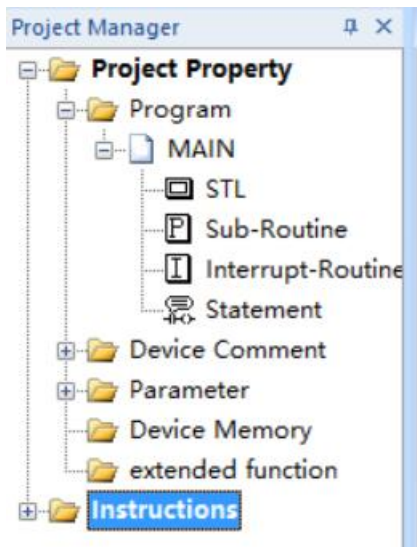 Project Manager
Project Property
Program
MAIN
STL
P Sub-Routine
I Interrupt-Routine
Statement
Device Comment
Parameter
Device Memory
extended function
Instructions